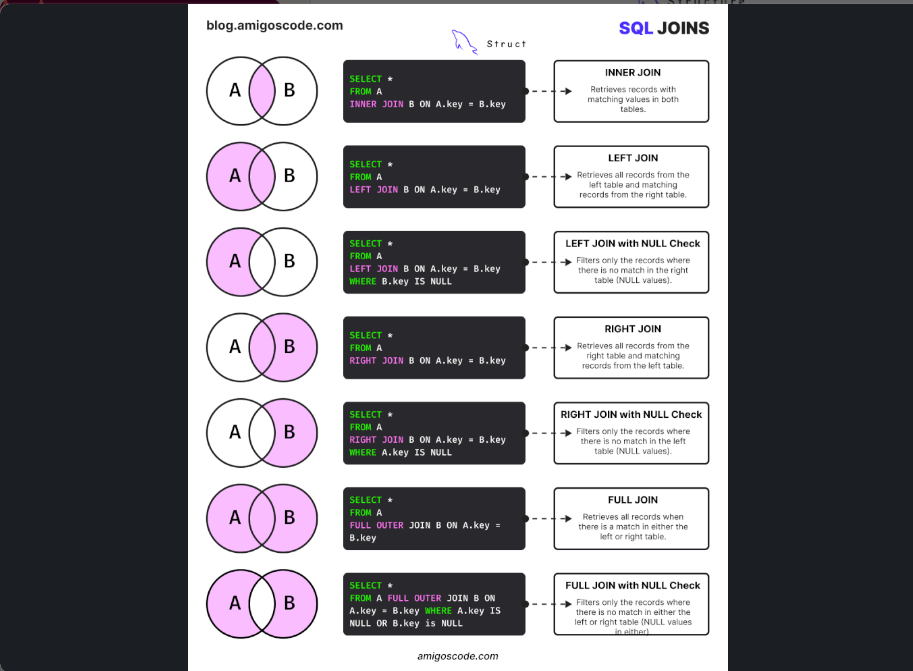 blog.amigoscode.com
SQL JOINS
Struct
A B
SELECT *
FROM A
INNER JOIN B ON A.key = B.key
INNER JOIN
Retrieves records with
matching values in both
tables.
A B
SELECT *
FROM A
LEFT JOIN B ON A.key = B.key
LEFT JOIN
Retrieves all records from the
left table and matching
records from the right table.
A B
SELECT *
FROM A
LEFT JOIN B ON A.key = B.key
WHERE B.key IS NULL
LEFT JOIN with NULL Check
Filters only the records where
there is no match in the right
table (NULL values).
A B
SELECT *
FROM A
RIGHT JOIN B ON A.key = B.key
RIGHT JOIN
Retrieves all records from the
right table and matching
records from the left table.
A B
SELECT *
FROM A
RIGHT JOIN B ON A.key = B.key
WHERE A.key IS NULL
RIGHT JOIN with NULL Check
Filters only the records where
there is no match in the left
table (NULL values).
A B
SELECT *
FROM A
FULL OUTER JOIN B ON A.key =
B.key
FULL JOIN
Retrieves all records when
there is a match in either the
left or right table.
A B
SELECT *
FROM A FULL OUTER JOIN B ON
A.key = B.key WHERE A.key IS
NULL OR B.key is NULL
FULL JOIN with NULL Check
Filters only the records where
there is no match in either the
left or right table (NULL values
in either)
amigoscode.com